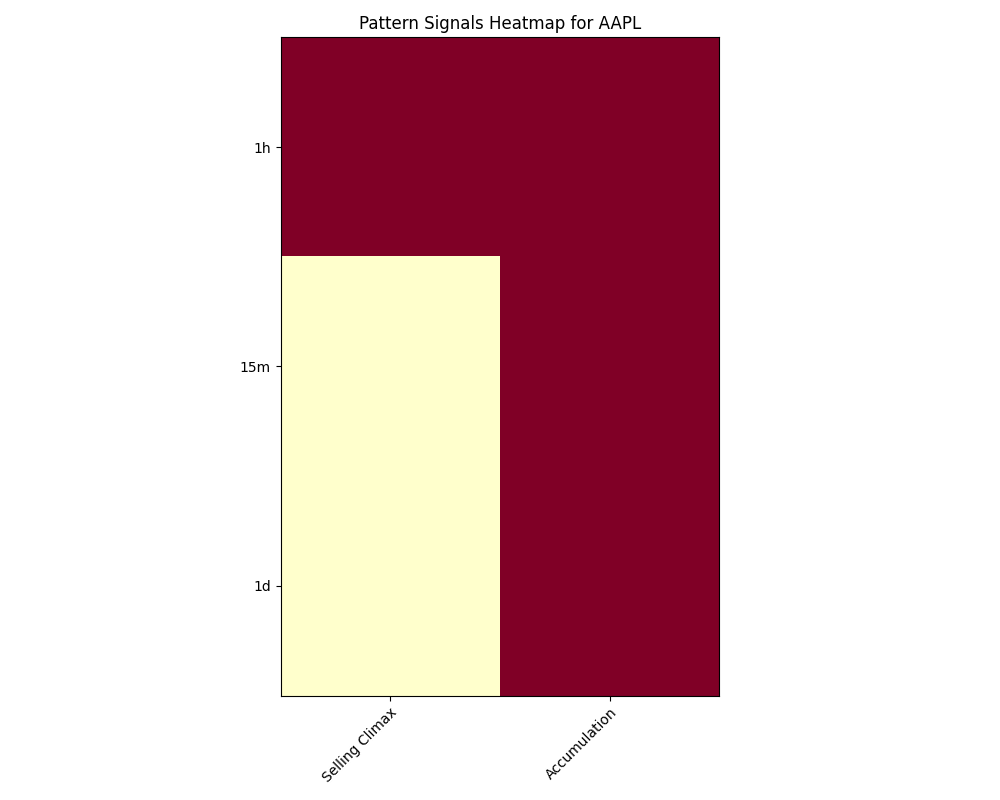 Pattern Signals Heatmap for AAPL
1h
15m
1d
Selling Climax
Accumulation